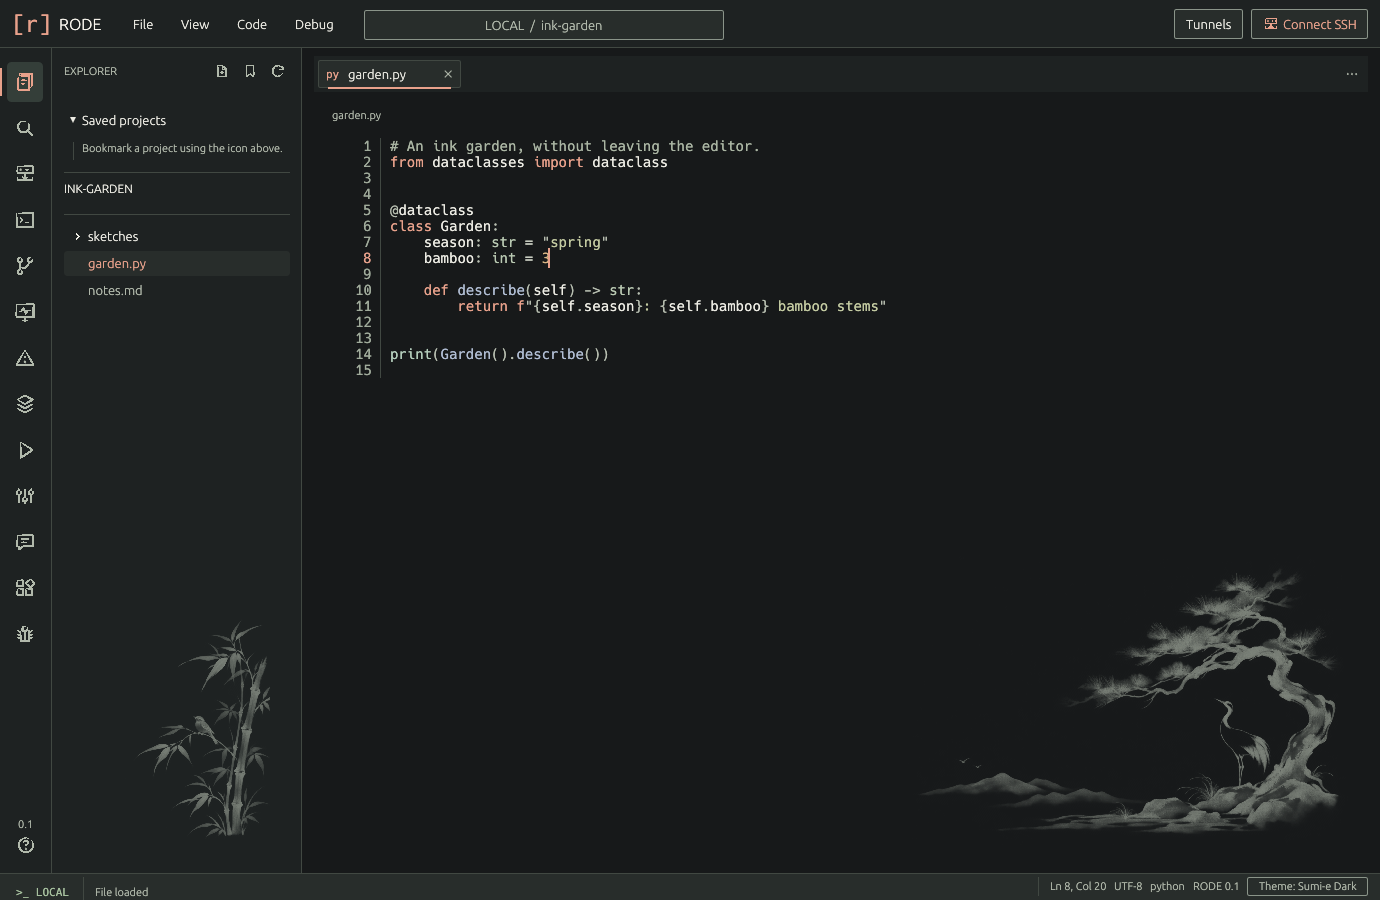 [r] RODE File View Code Debug LOCAL / ink-garden Tunnels Connect SSH
EXPLORER
Saved projects
Bookmark a project using the icon above.
INK-GARDEN
sketches
garden.py
notes.md
0.1
py garden.py ×
garden.py
1 # An ink garden, without leaving the editor.
2 from dataclasses import dataclass
3
4
5 @dataclass
6 class Garden:
7     season: str = "spring"
8     bamboo: int = 3
9
10     def describe(self) -> str:
11         return f"{self.season}: {self.bamboo} bamboo stems"
12
13
14 print(Garden().describe())
15
>_ LOCAL File loaded Ln 8, Col 20 UTF-8 python RODE 0.1 Theme: Sumi-e Dark